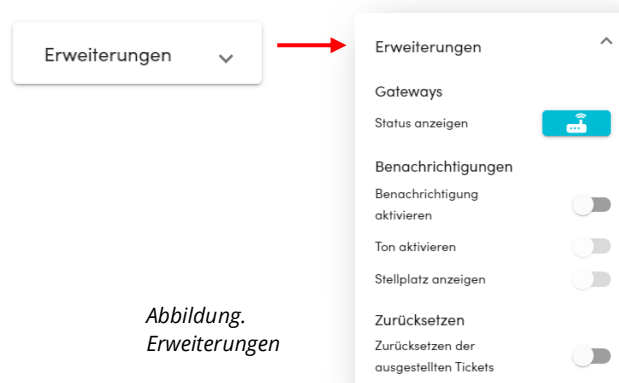 Erweiterungen
Erweiterungen
Gateways
Status anzeigen
Benachrichtigungen
Benachrichtigung
aktivieren
Ton aktivieren
Stellplatz anzeigen
Zurücksetzen
Zurücksetzen der
ausgestellten Tickets
Abbildung.
Erweiterungen